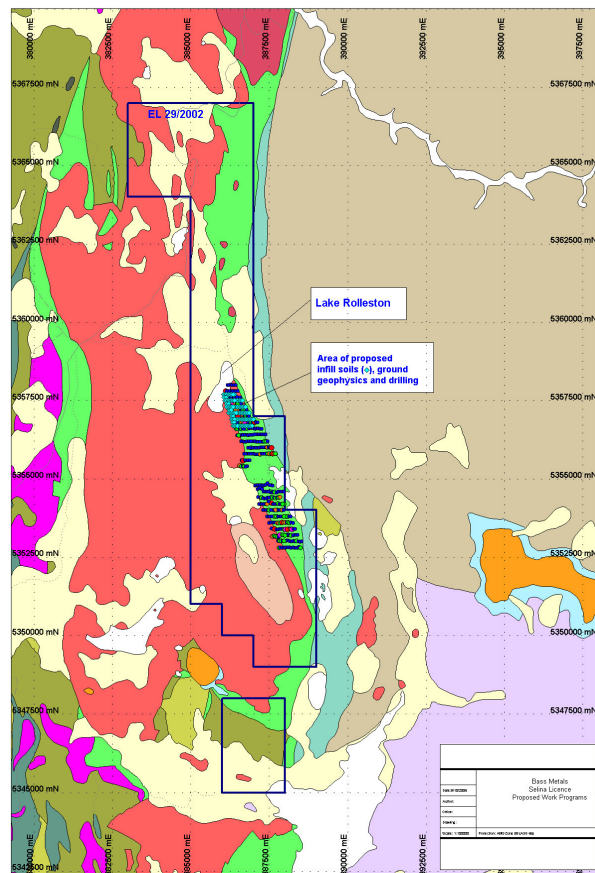 380000 mE
382500 mE
385000 mE
387500 mE
390000 mE
392500 mE
395000 mE
397500 mE
5367500 mN
5367500 mN
EL 29/2002
5365000 mN
5365000 mN
5362500 mN
5362500 mN
5360000 mN
5360000 mN
Lake Rolleston
Area of proposed
infill soils ( ), ground
geophysics and drilling
5357500 mN
5357500 mN
5355000 mN
5355000 mN
5352500 mN
5352500 mN
5350000 mN
5350000 mN
5347500 mN
5347500 mN
5345000 mN
5345000 mN
5342500 mN
5342500 mN
Bass Metals
Selina Licence
Proposed Work Programs
Author:
382500 mE
385000 mE
387500 mE
390000 mE
392500 mE